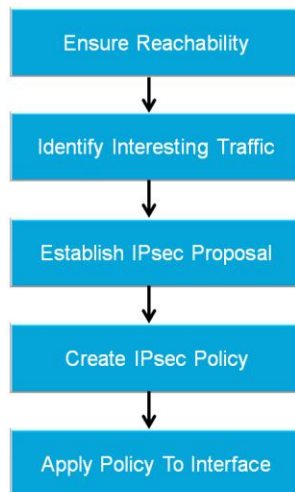 Ensure Reachability
Identify Interesting Traffic
Establish IPsec Proposal
Create IPsec Policy
Apply Policy To Interface